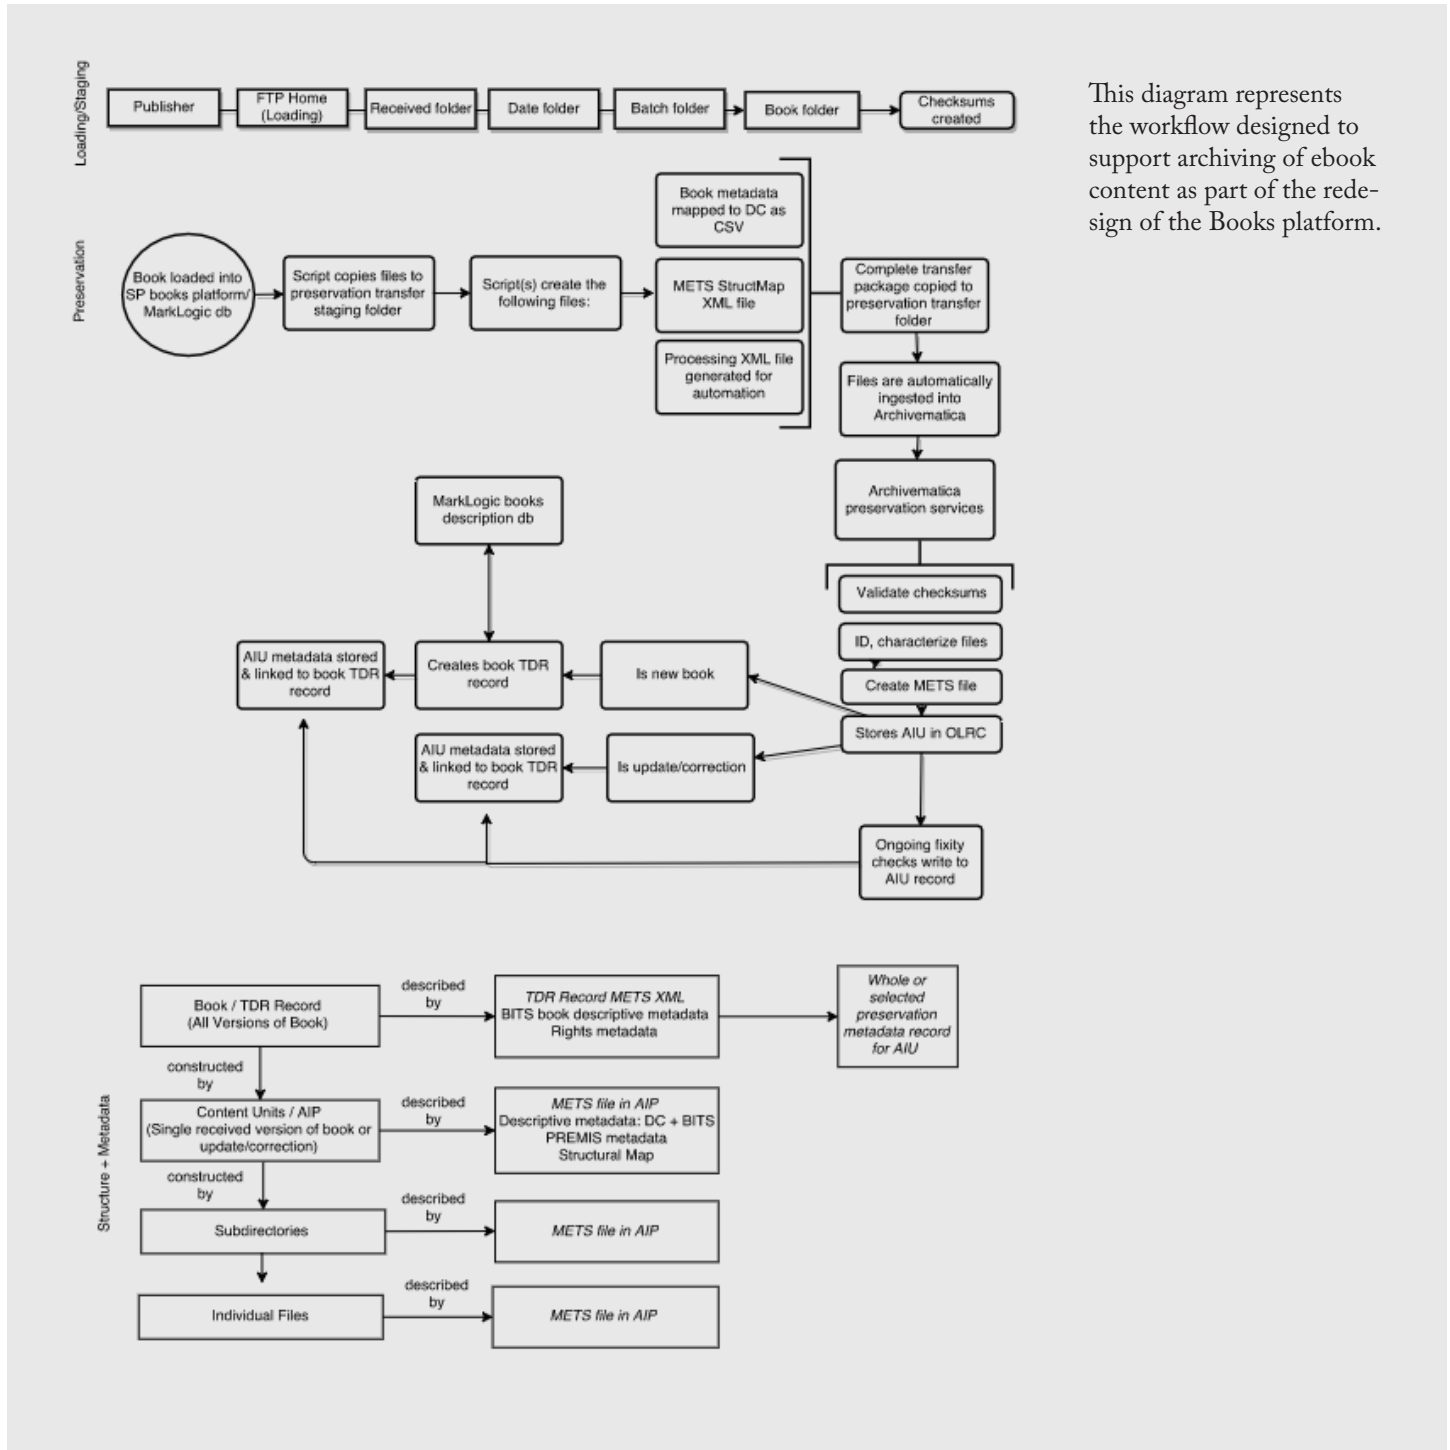 Loading/Staging
Publisher
FTP Home
(Loading)
Received folder
Date folder
Batch folder
Book folder
Checksums
created
This diagram represents
the workflow designed to
support archiving of ebook
content as part of the rede-
sign of the Books platform.
Preservation
Book loaded into
SP books platform/
MarkLogic db
Script copies files to
preservation transfer
staging folder
Script(s) create the
following files:
Book metadata
mapped to DC as
CSV
METS StructMap
XML file
Processing XML file
generated for
automation
Complete transfer
package copied to
preservation transfer
folder
Files are automatically
ingested into
Archivematica
Archivematica
preservation services
Validate checksums
ID, characterize files
Create METS file
Stores AIU in OLRC
MarkLogic books
description db
AIU metadata stored
& linked to book TDR
record
Creates book TDR
record
Is new book
AIU metadata stored
& linked to book TDR
record
Is update/correction
Ongoing fixity
checks write to
AIU record
Structure + Metadata
Book / TDR Record
(All Versions of Book)
described
by
TDR Record METS XML
BITS book descriptive metadata
Rights metadata
Whole or
selected
preservation
metadata record
for AIU
constructed
by
Content Units / AIP
(Single received version of book or
update/correction)
described
by
METS file in AIP
Descriptive metadata: DC + BITS
PREMIS metadata
Structural Map
constructed
by
Subdirectories
described
by
METS file in AIP
Individual Files
described
by
METS file in AIP